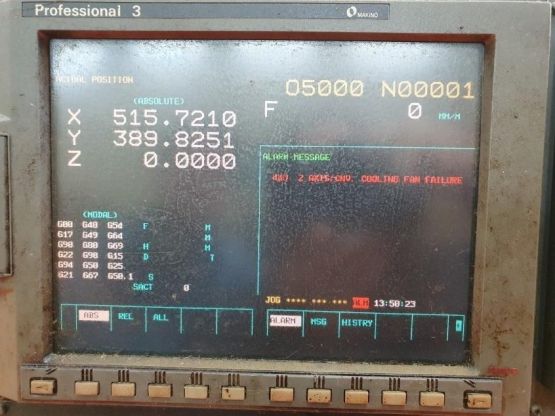 Professional 3
MAKINO
ACTUAL POSITION
O5000 N00001
(ABSOLUTE)
X 515.7210
Y 389.8251
Z 0.0000
F 0 MM/M
ALARM MESSAGE
Z AXIS/CNV. COOLING FAN FAILURE
(MODAL)
G80 G40 G54 F M
G17 G49 G64 M
G90 G80 G69 H M
G22 G98 G15 D T
G94 G50 G25
G21 G67 G50.1 S
SACT 0
JOG **** *** *** ALM 13:50:23
ABS REL ALL
ALARM MSG HISTRY